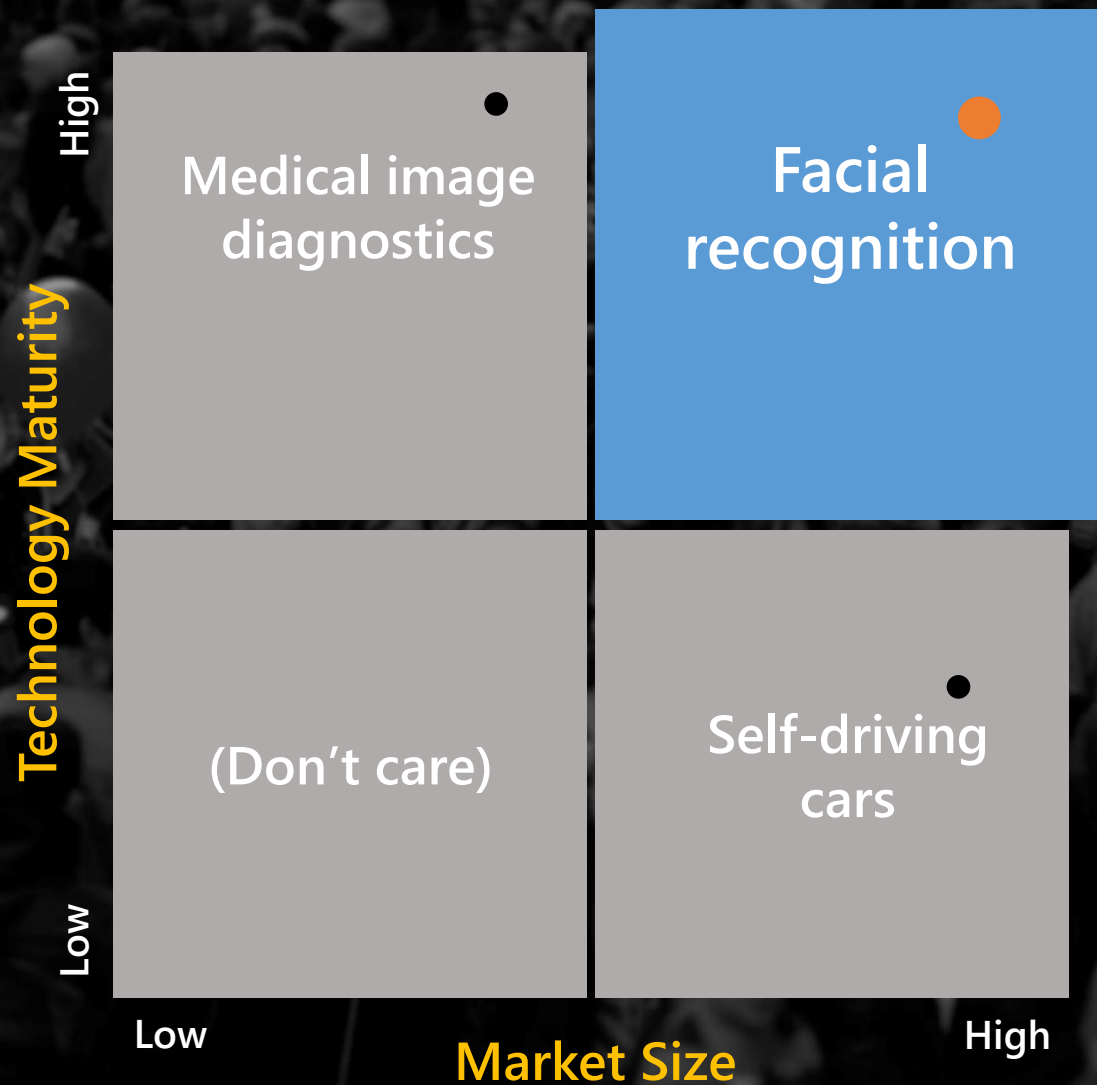 High
Medical image
diagnostics
Facial
recognition
Technology Maturity
(Don’t care)
Self-driving
cars
Low
Low
High
Market Size